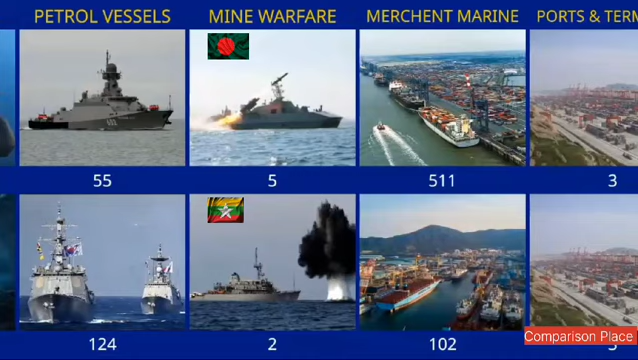 PETROL VESSELS MINE WARFARE MERCHENT MARINE PORTS & TERM
55 5 511 3
124 2 102 3
Comparison Place